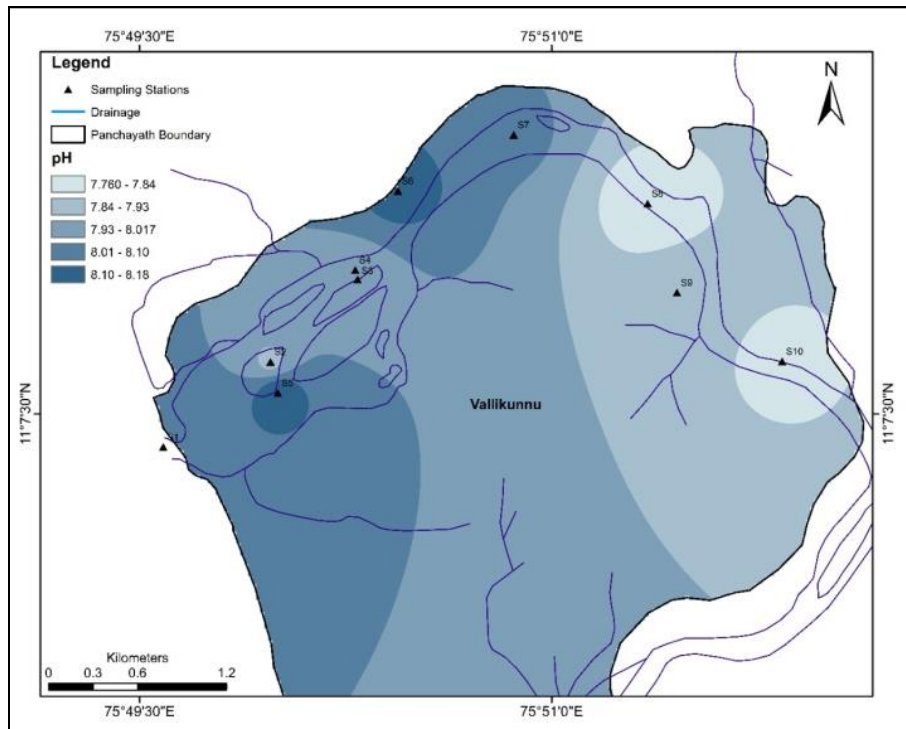 75°49'30"E
75°51'0"E
Legend
Sampling Stations
Drainage
Panchayath Boundary
pH
7.760 - 7.84
7.84 - 7.93
7.93 - 8.017
8.01 - 8.10
8.10 - 8.18
N
S7
S6
S8
S4
S3
S9
S2
S10
S5
Vallikunnu
11°7'30"N
11°7'30"N
S1
Kilometers
0 0.3 0.6 1.2
75°49'30"E
75°51'0"E